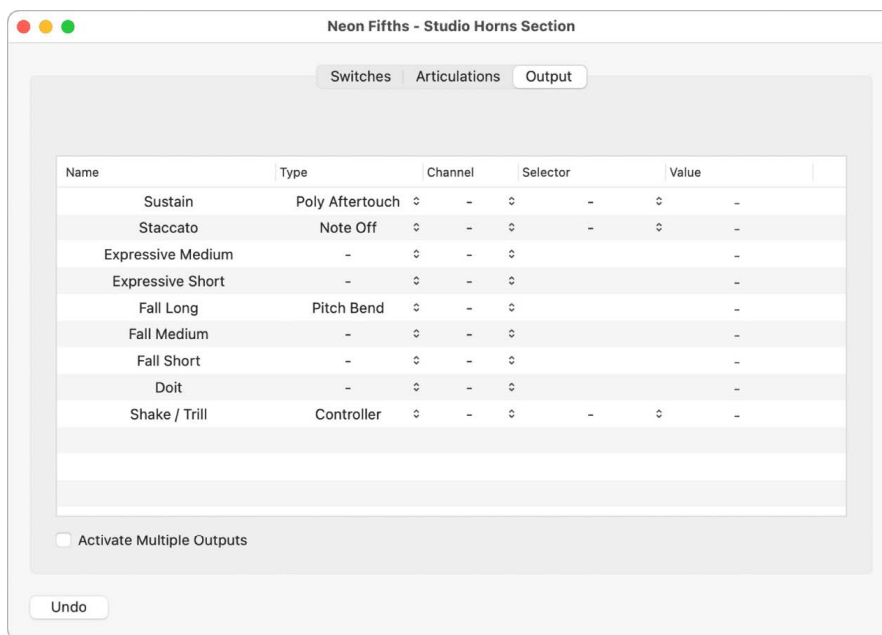 Neon Fifths - Studio Horns Section
Switches Articulations Output
Name Type Channel Selector Value
Sustain Poly Aftertouch - - -
Staccato Note Off - - -
Expressive Medium - - -
Expressive Short - - -
Fall Long Pitch Bend - -
Fall Medium - - -
Fall Short - - -
Doit - - -
Shake / Trill Controller - - -
Activate Multiple Outputs
Undo